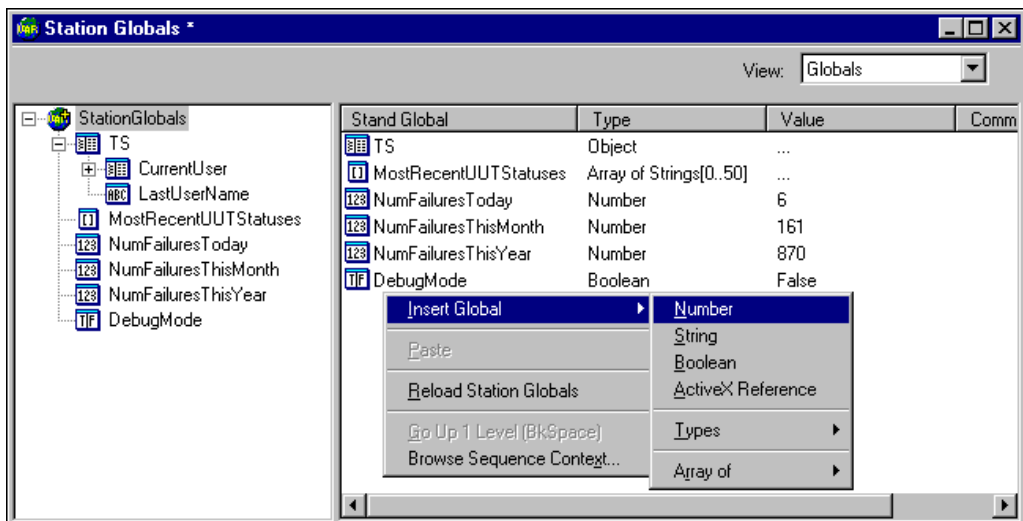 Station Globals *
View: Globals
StationGlobals
TS
CurrentUser
LastUserName
MostRecentUUTStatuses
NumFailuresToday
NumFailuresThisMonth
NumFailuresThisYear
DebugMode
Stand Global Type Value Comm
TS Object ...
MostRecentUUTStatuses Array of Strings[0..50] ...
NumFailuresToday Number 6
NumFailuresThisMonth Number 161
NumFailuresThisYear Number 870
DebugMode Boolean False
Insert Global
Paste
Reload Station Globals
Go Up 1 Level (BkSpace)
Browse Sequence Context...
Number
String
Boolean
ActiveX Reference
Types
Array of